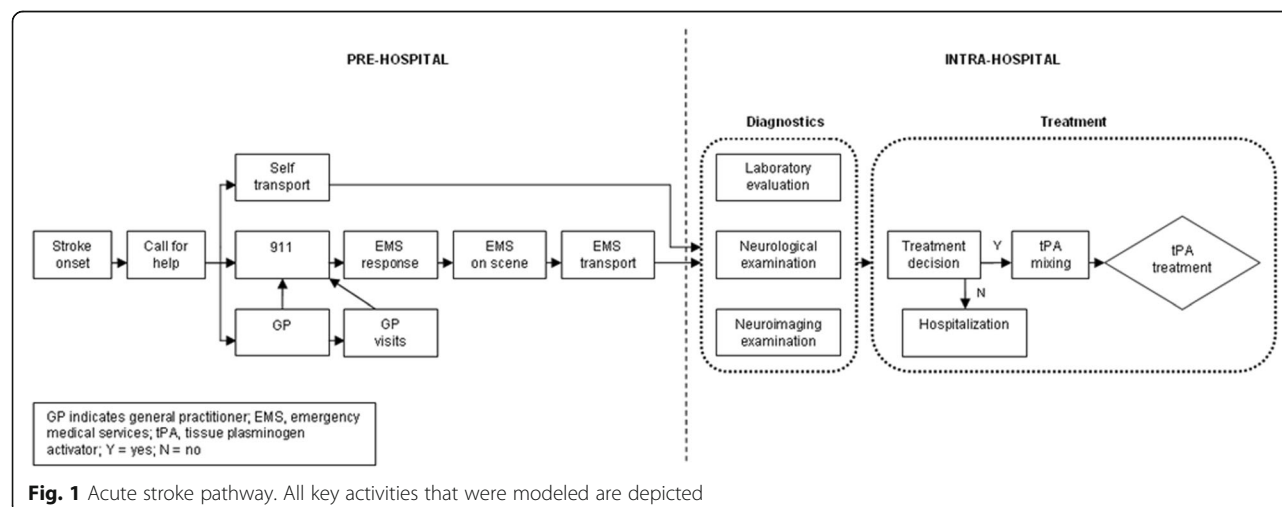 PRE-HOSPITAL
INTRA-HOSPITAL
Diagnostics
Treatment
Self
transport
Laboratory
evaluation
Stroke
onset
Call for
help
911
EMS
response
EMS
on scene
EMS
transport
Neurological
examination
Treatment
decision
Y
tPA
mixing
tPA
treatment
N
GP
GP
visits
Neuroimaging
examination
Hospitalization
GP indicates general practitioner; EMS, emergency
medical services; tPA, tissue plasminogen
activator; Y = yes; N = no
Fig. 1 Acute stroke pathway. All key activities that were modeled are depicted